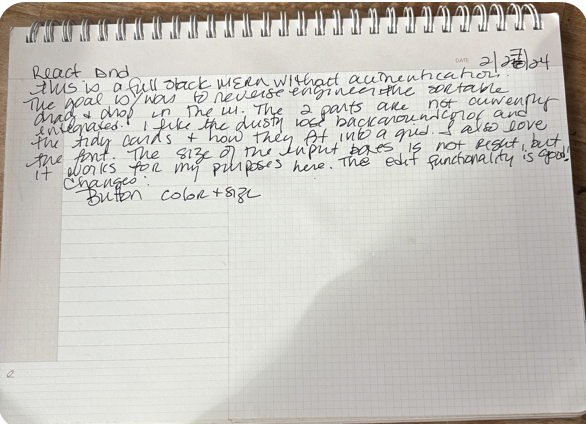 DATE 2/27/24
React Dnd
This is a full stack MERN without authentication.
The goal is/was to reverse engineer the sortable
drag + drop in the UI. The 2 parts are not currently
integrated. I like the dusty rose background color and
the tidy cards + how they fit into a grid. I also love
the font. The size of the input boxes is not right, but
it works for my purposes here. The edit functionality is good!
Changes:
Button color + size